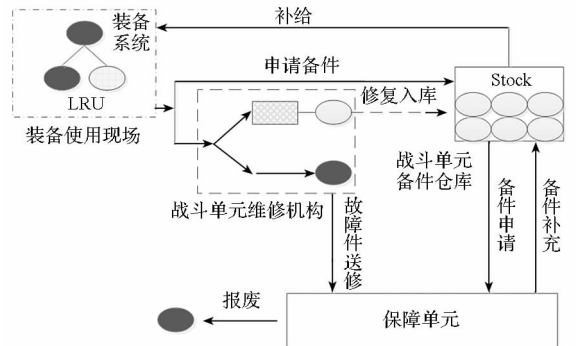 补给
装备
系统
LRU
装备使用现场
申请备件
修复入库
Stock
战斗单元
备件仓库
战斗单元维修机构
故障件送修
备件申请
备件补充
报废
保障单元